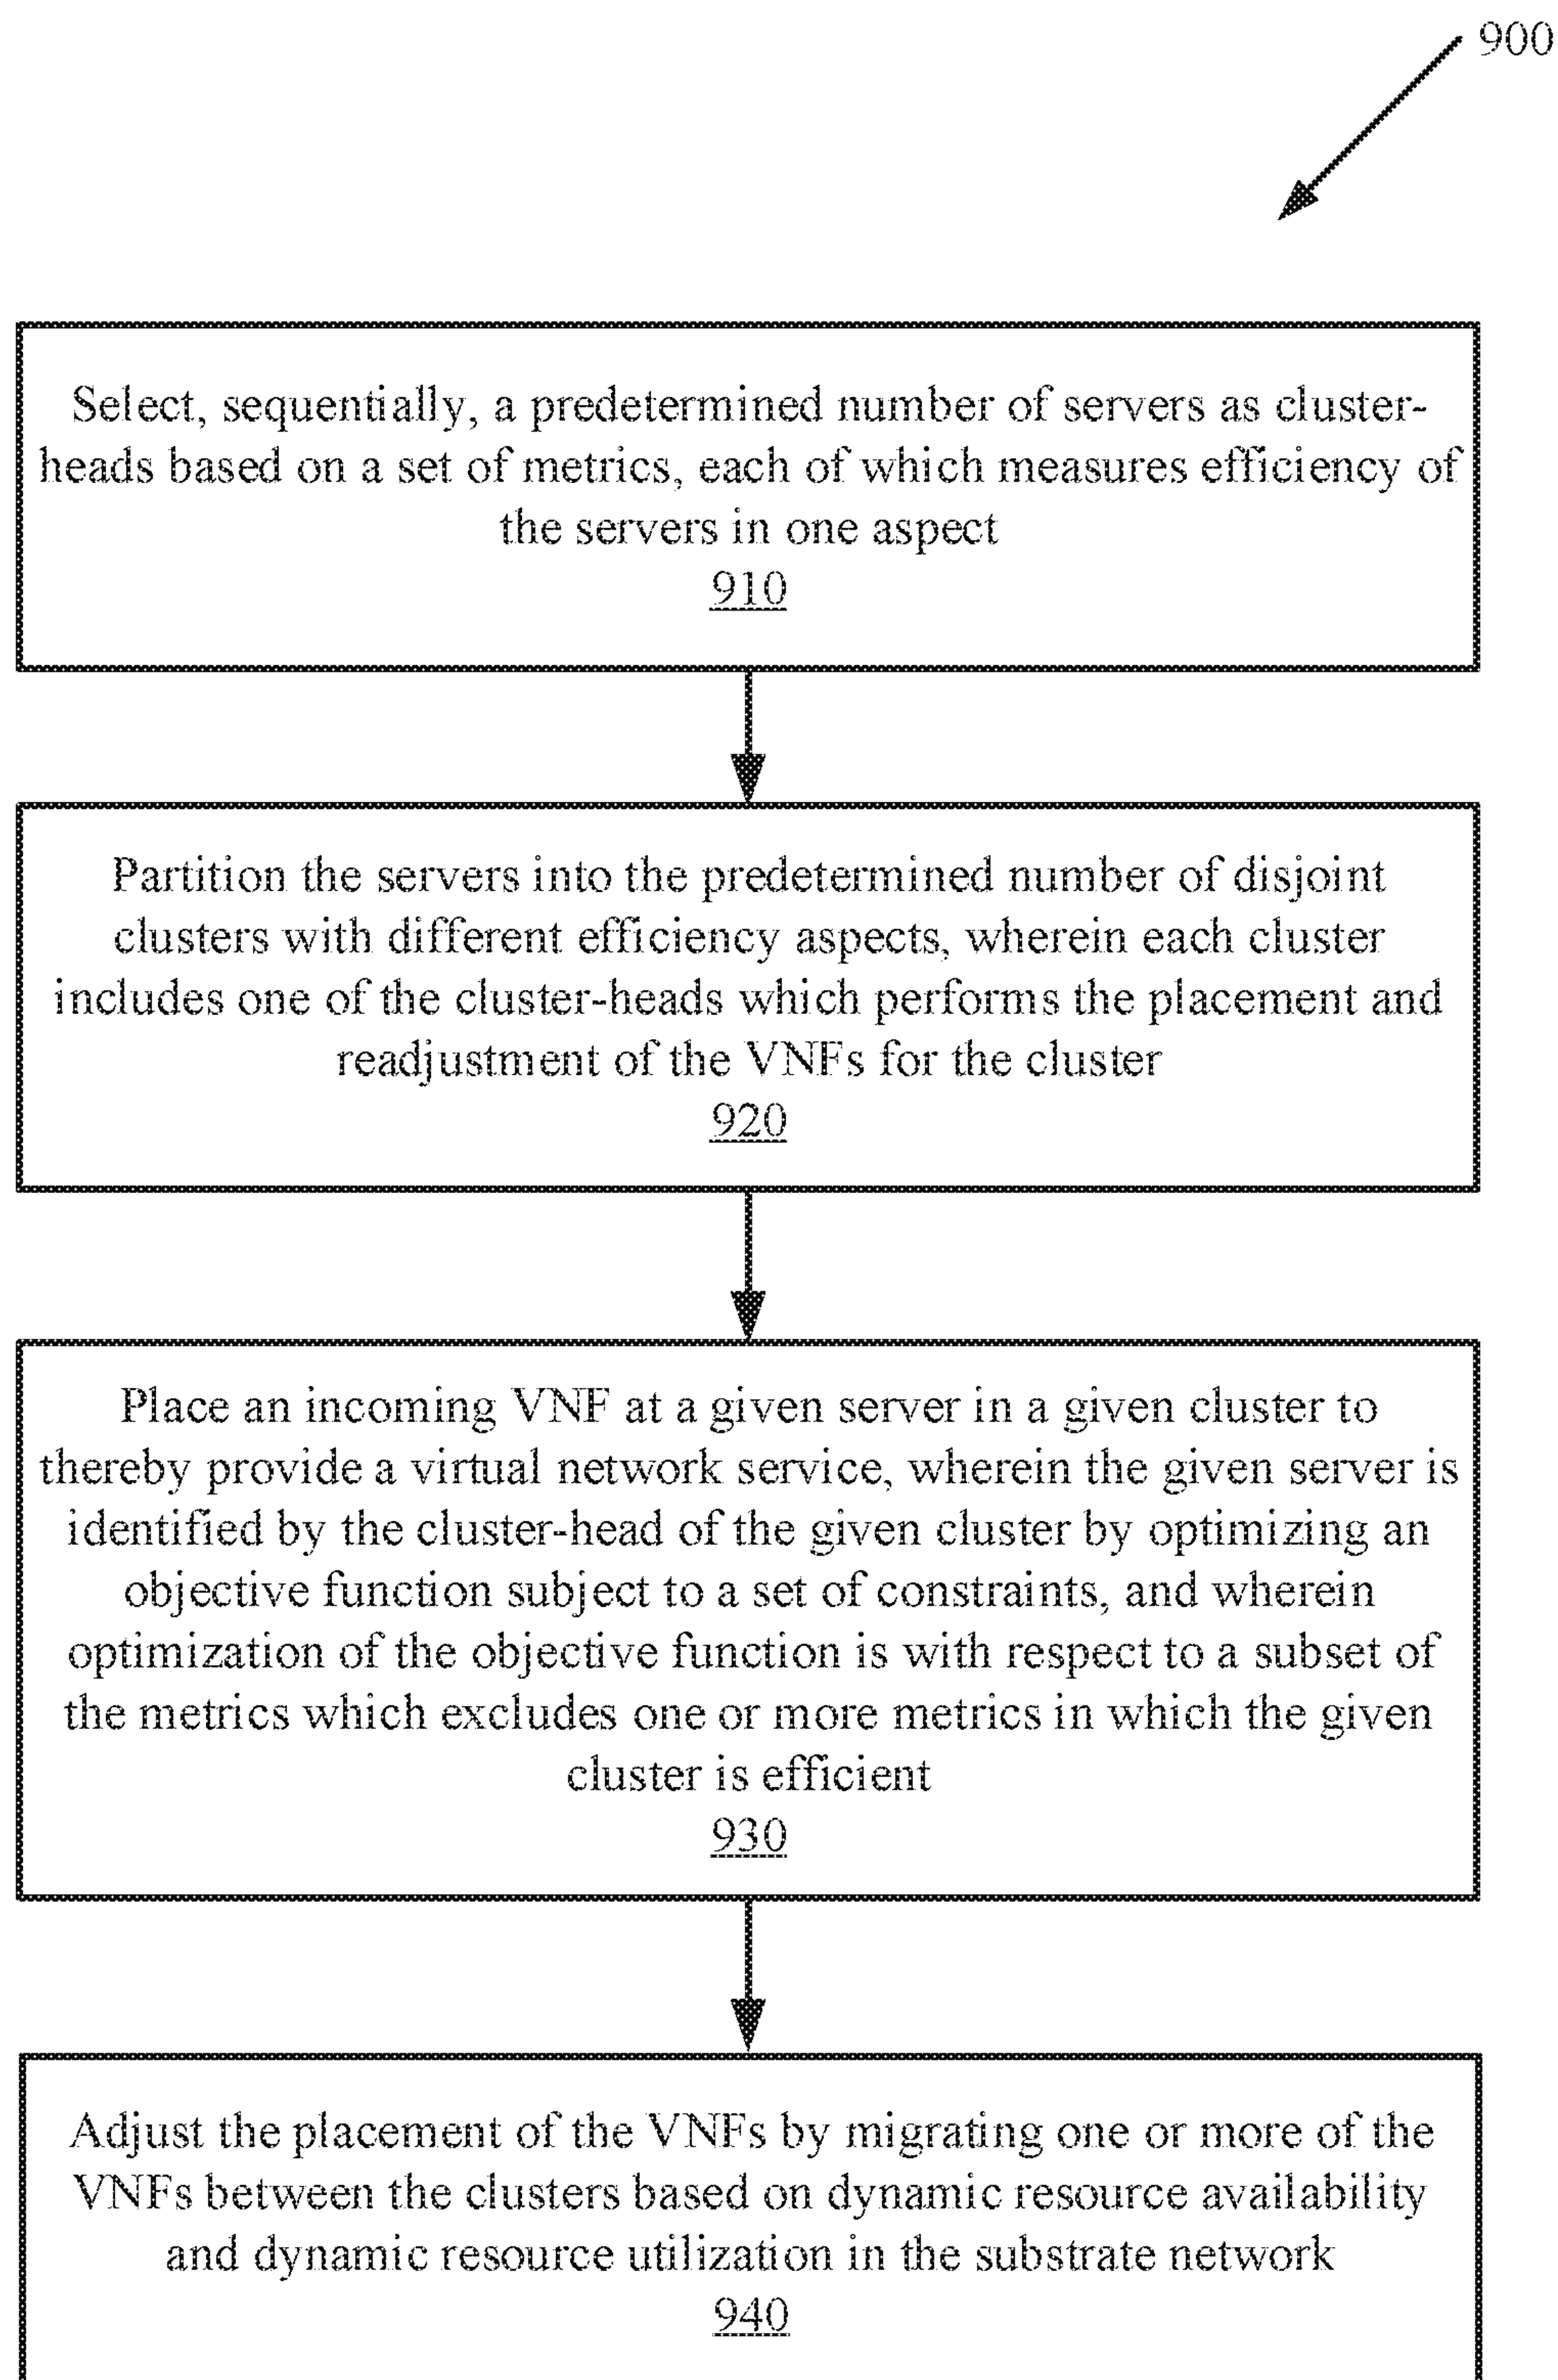 900
Select, sequentially, a predetermined number of servers as cluster-
heads based on a set of metrics, each of which measures efficiency of
the servers in one aspect
910
Partition the servers into the predetermined number of disjoint
clusters with different efficiency aspects, wherein each cluster
includes one of the cluster-heads which performs the placement and
readjustment of the VNFs for the cluster
920
Place an incoming VNF at a given server in a given cluster to
thereby provide a virtual network service, wherein the given server is
identified by the cluster-head of the given cluster by optimizing an
objective function subject to a set of constraints, and wherein
optimization of the objective function is with respect to a subset of
the metrics which excludes one or more metrics in which the given
cluster is efficient
930
Adjust the placement of the VNFs by migrating one or more of the
VNFs between the clusters based on dynamic resource availability
and dynamic resource utilization in the substrate network
940